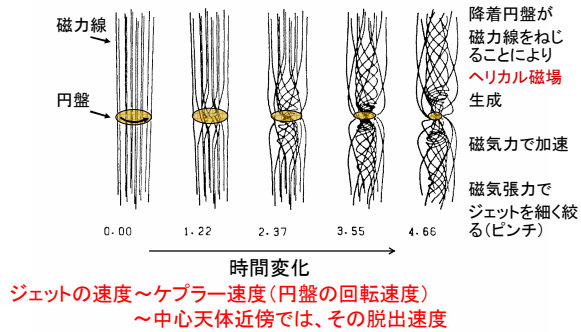 磁力線
円盤
降着円盤が
磁力線をねじ
ることにより
ヘリカル磁場
生成
磁気力で加速
磁気張力で
ジェットを細く絞
る(ピンチ)
0.00 1.22 2.37 3.55 4.66
時間変化
ジェットの速度~ケプラー速度(円盤の回転速度)
~中心天体近傍では、その脱出速度